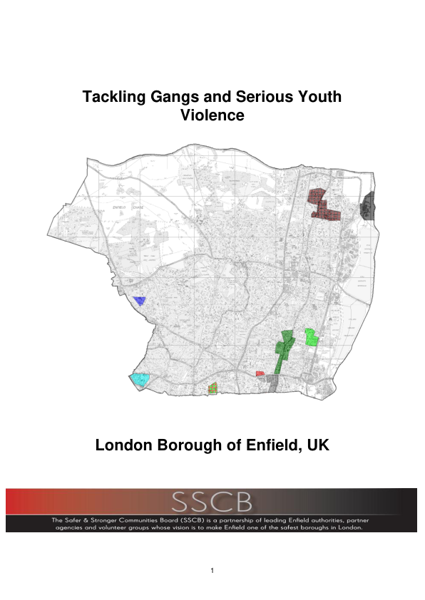 Tackling Gangs and Serious Youth
Violence
London Borough of Enfield, UK
SSCB
The Safer & Stronger Communities Board (SSCB) is a partnership of leading Enfield authorities, partner
agencies and volunteer groups whose vision is to make Enfield one of the safest boroughs in London.
1